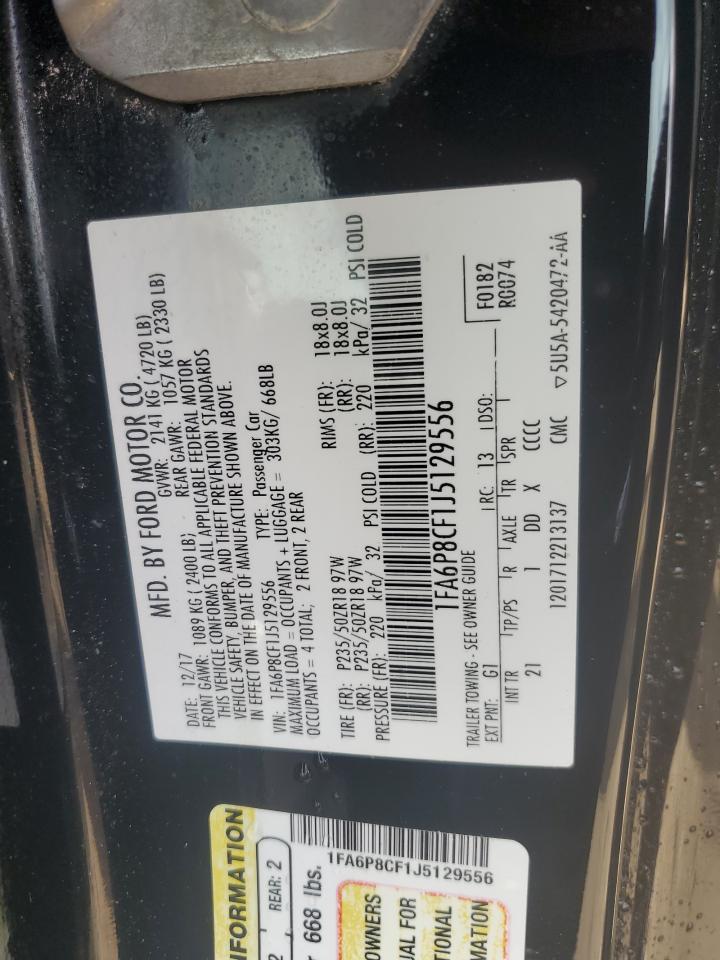 MFD. BY FORD MOTOR CO.
DATE: 12/17 GVWR: 2141 KG ( 4720 LB)
FRONT GAWR: 1089 KG ( 2400 LB): REAR GAWR: 1057 KG ( 2330 LB)
THIS VEHICLE CONFORMS TO ALL APPLICABLE FEDERAL MOTOR
VEHICLE SAFETY, BUMPER, AND THEFT PREVENTION STANDARDS
IN EFFECT ON THE DATE OF MANUFACTURE SHOWN ABOVE.
VIN: 1FA6P8CF1J5129556 TYPE: Passenger Car
MAXIMUM LOAD = OCCUPANTS + LUGGAGE = 303KG/ 668LB
OCCUPANTS = 4 TOTAL; 2 FRONT, 2 REAR
TIRE (FR): P235/50ZR18 97W RIMS (FR): 18x8.0J
(RR): P235/50ZR18 97W (RR): 18x8.0J
PRESSURE (FR): 220 kPa/ 32 PSI COLD (RR): 220 kPa/ 32 PSI COLD
1FA6P8CF1J5129556
TRAILER TOWING - SEE OWNER GUIDE
EXT PNT: G1 RC: 13 DSO: F0182
INT TR TP/PS R AXLE TR SPR R0074
21 1 DD X CCCC
1201712213137 CMC ▽5U5A-5420472-AA
INFORMATION
2 REAR: 2
668 lbs.
1FA6P8CF1J5129556
OWNERS
UAL FOR
TIONAL
MATION